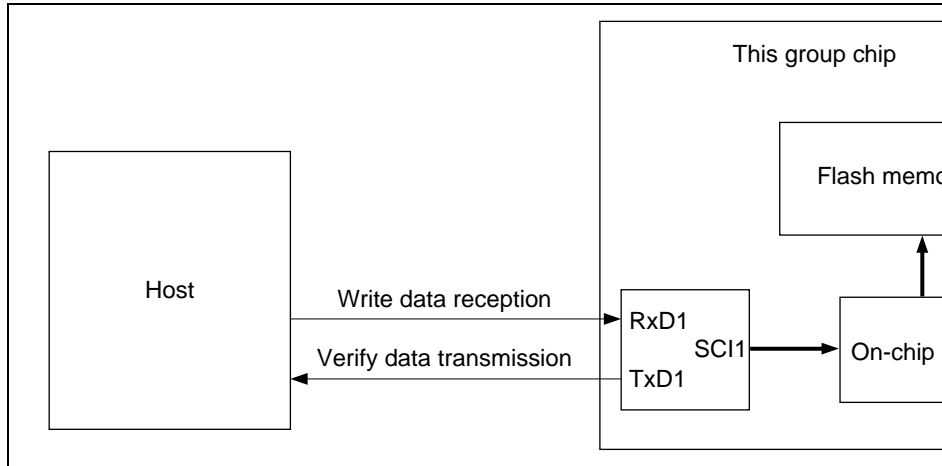 This group chip
Flash memo
Host
Write data reception
RxD1
SCI1
On-chip
Verify data transmission
TxD1